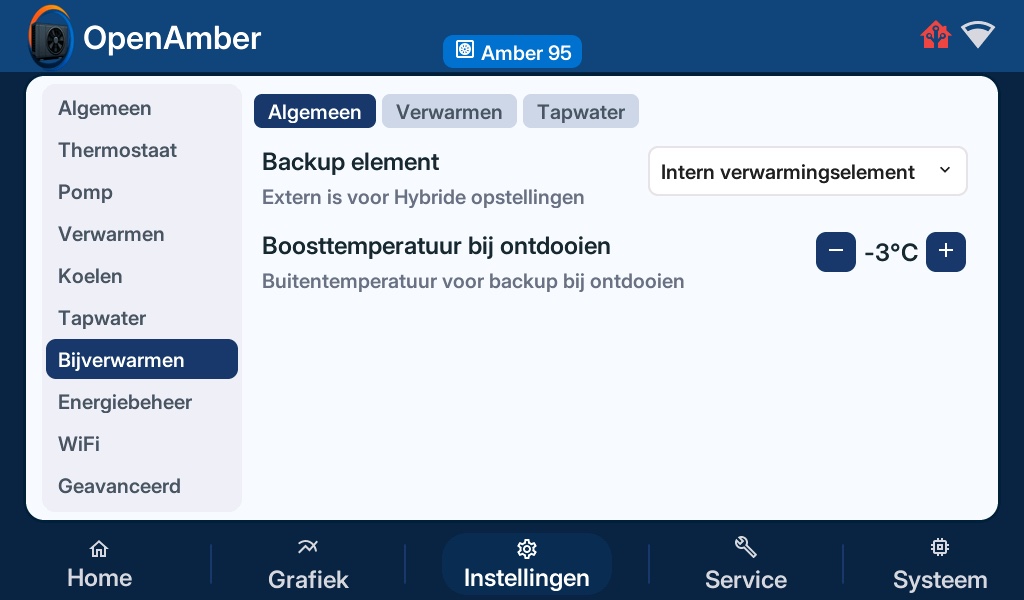 OpenAmber
Amber 95
Algemeen
Thermostaat
Pomp
Verwarmen
Koelen
Tapwater
Bijverwarmen
Energiebeheer
WiFi
Geavanceerd
Algemeen Verwarmen Tapwater
Backup element
Extern is voor Hybride opstellingen
Intern verwarmingselement
Boosttemperatuur bij ontdooien
Buitentemperatuur voor backup bij ontdooien
− -3°C +
Home Grafiek Instellingen Service Systeem